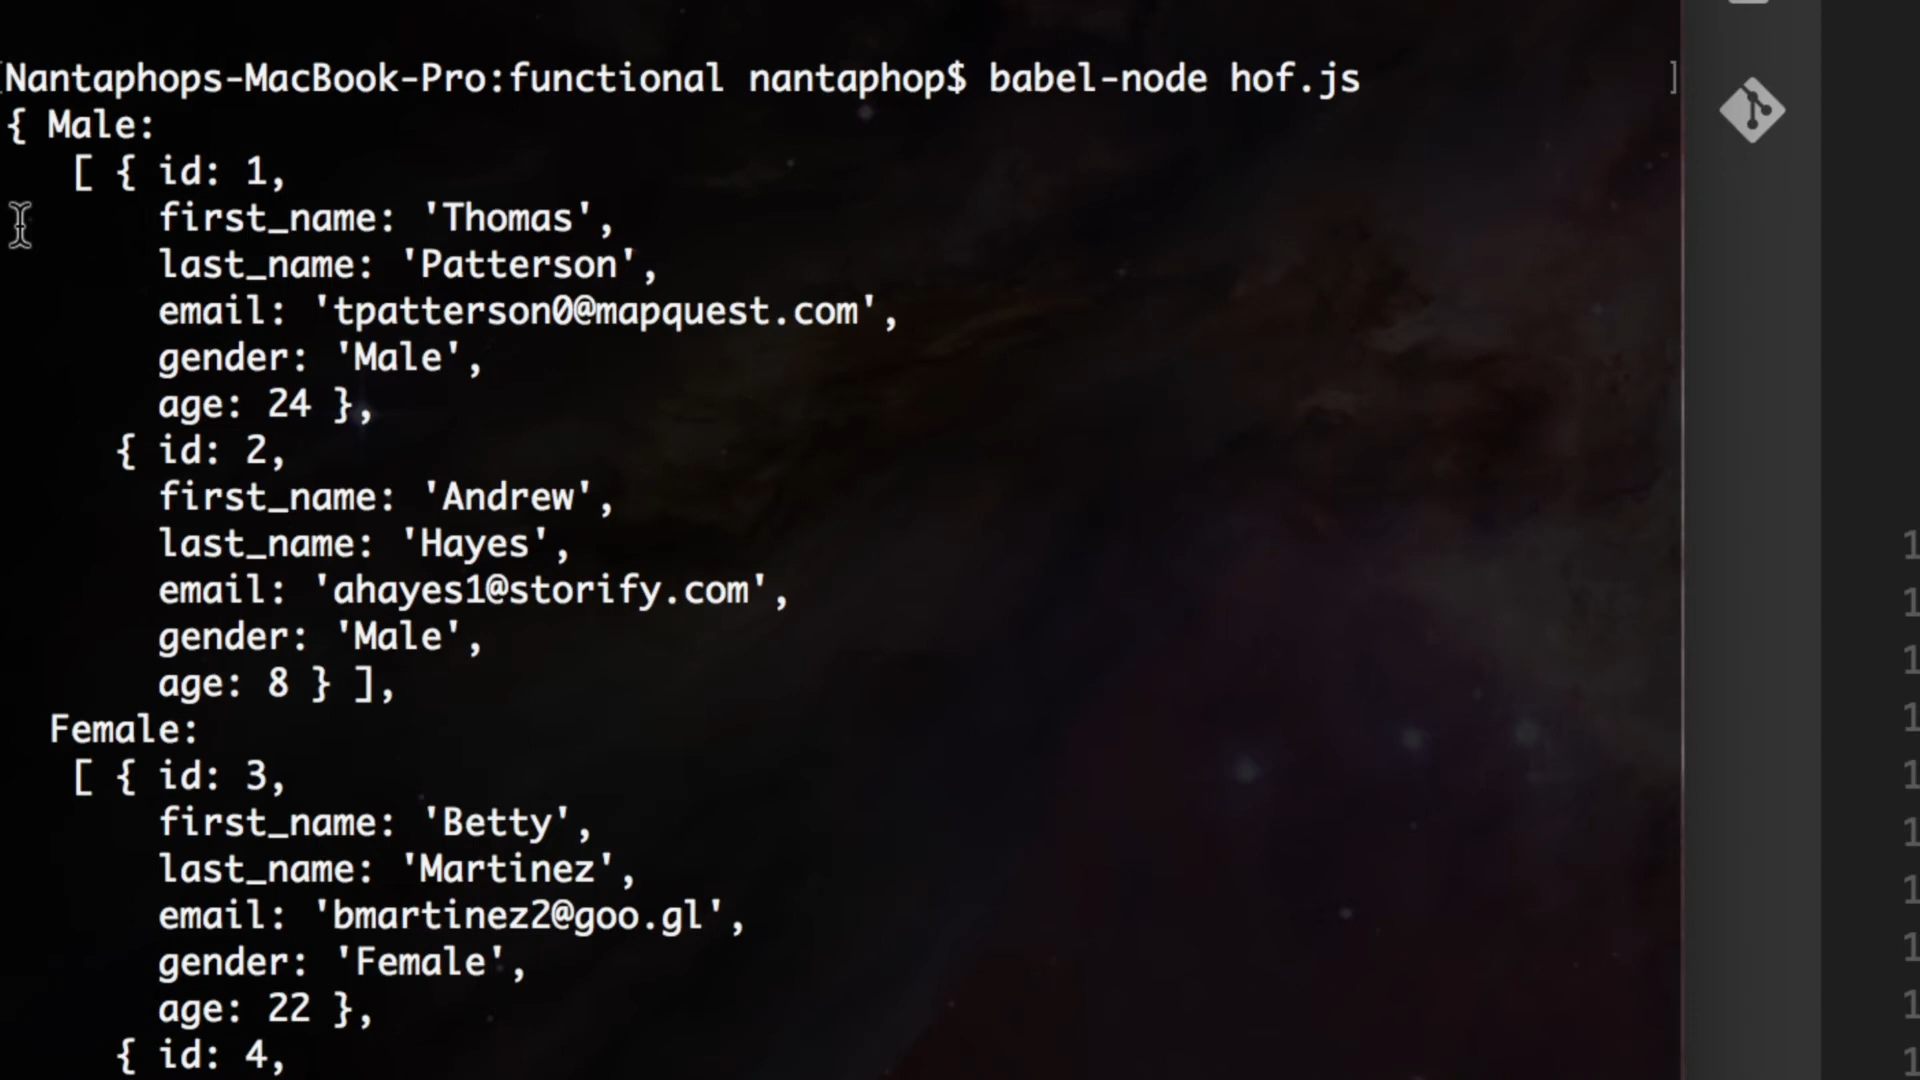 Nantaphops-MacBook-Pro:functional nantaphop$ babel-node hof.js ]
{ Male:
[ { id: 1,
first_name: 'Thomas',
last_name: 'Patterson',
email: 'tpatterson0@mapquest.com',
gender: 'Male',
age: 24 },
{ id: 2,
first_name: 'Andrew',
last_name: 'Hayes',
email: 'ahayes1@storify.com',
gender: 'Male',
age: 8 } ],
Female:
[ { id: 3,
first_name: 'Betty',
last_name: 'Martinez',
email: 'bmartinez2@goo.gl',
gender: 'Female',
age: 22 },
{ id: 4,